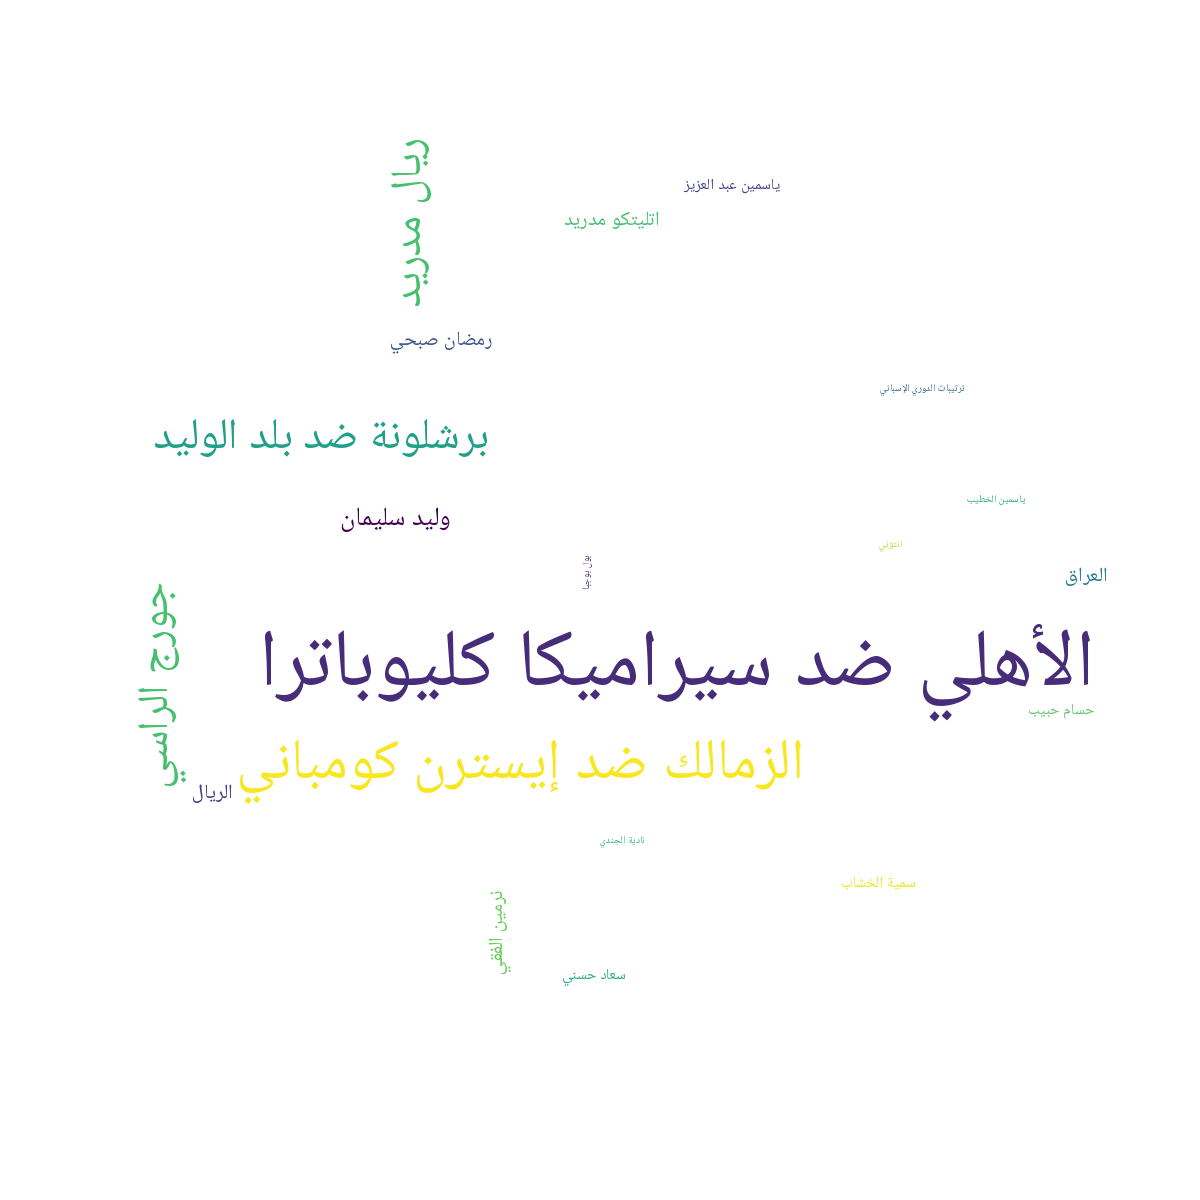 ريال مدريد
ياسمين عبد العزيز
اتليتكو مدريد
رمضان صبحي
ترتيبات الدوري الإسباني
برشلونة ضد بلد الوليد
ياسمين الخطيب
وليد سليمان
انتوني
بول بوجبا
العراق
جورج الراسي
الأهلي ضد سيراميكا كليوباترا
حسام حبيب
الزمالك ضد إيسترن كومباني
الريال
نادية الجندي
سمية الخشاب
نرمين الفقي
سعاد حسني